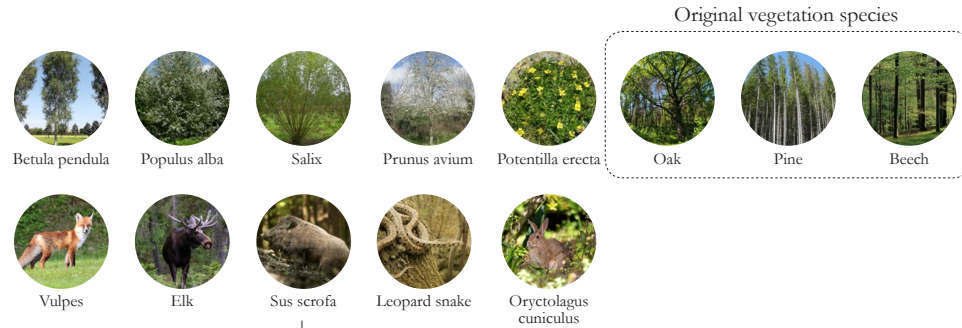 Original vegetation species
Betula pendula
Populus alba
Salix
Prunus avium
Potentilla erecta
Oak
Pine
Beech
Vulpes
Elk
Sus scrofa
Leopard snake
Oryctolagus
cuniculus